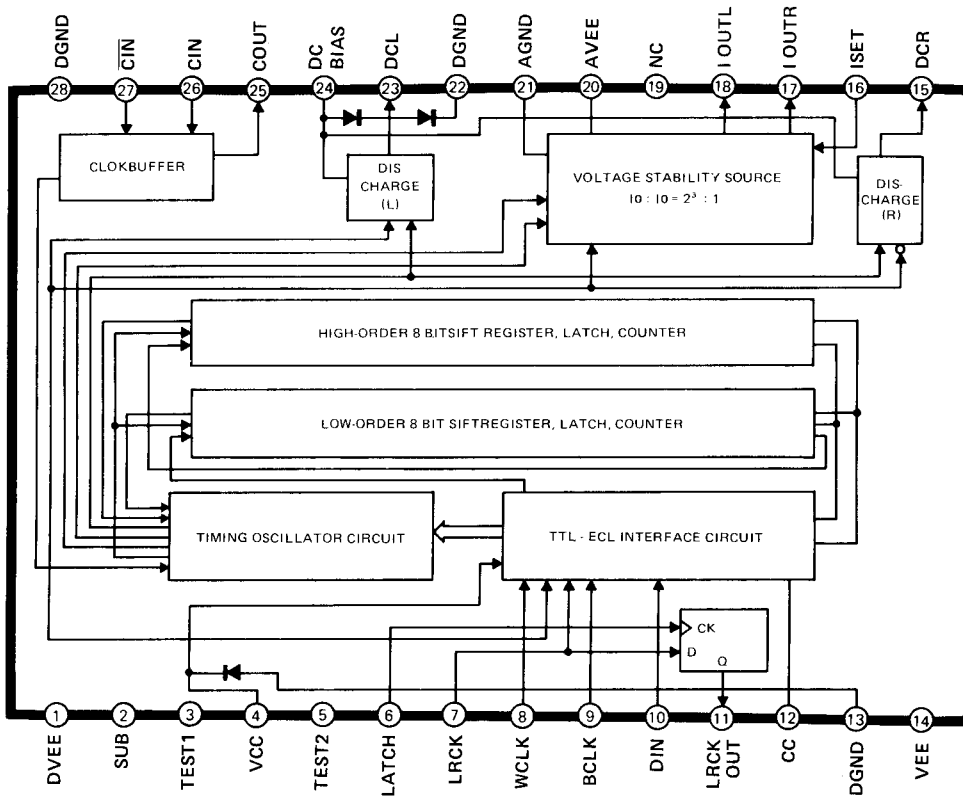 DGND
CIN
CIN
COUT
DC
BIAS
DCL
DGND
AGND
AVEE
NC
I OUTL
I OUTR
ISET
DCR
28
27
26
25
24
23
22
21
20
19
18
17
16
15
CLOKBUFFER
DIS
CHARGE
(L)
VOLTAGE STABILITY SOURCE
I0 : I0 = 2³ : 1
DIS-
CHARGE
(R)
HIGH-ORDER 8 BITSIFT REGISTER, LATCH, COUNTER
LOW-ORDER 8 BIT SIFTREGISTER, LATCH, COUNTER
TIMING OSCILLATOR CIRCUIT
TTL - ECL INTERFACE CIRCUIT
CK
D
Q
1
2
3
4
5
6
7
8
9
10
11
12
13
14
DVEE
SUB
TEST1
VCC
TEST2
LATCH
LRCK
WCLK
BCLK
DIN
LRCK
OUT
CC
DGND
VEE